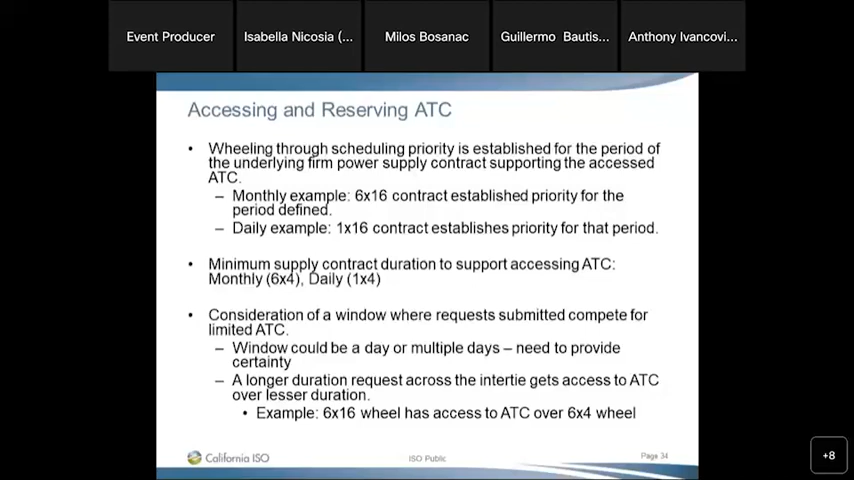 Event Producer
Isabella Nicosia (...
Milos Bosanac
Guillermo Bautis...
Anthony Ivancovi...
Accessing and Reserving ATC
• Wheeling through scheduling priority is established for the period of
the underlying firm power supply contract supporting the accessed
ATC.
– Monthly example: 6x16 contract established priority for the
period defined.
– Daily example: 1x16 contract establishes priority for that period.
• Minimum supply contract duration to support accessing ATC:
Monthly (6x4), Daily (1x4)
• Consideration of a window where requests submitted compete for
limited ATC.
– Window could be a day or multiple days – need to provide
certainty
– A longer duration request across the intertie gets access to ATC
over lesser duration.
• Example: 6x16 wheel has access to ATC over 6x4 wheel
California ISO
ISO Public
Page 34
+8